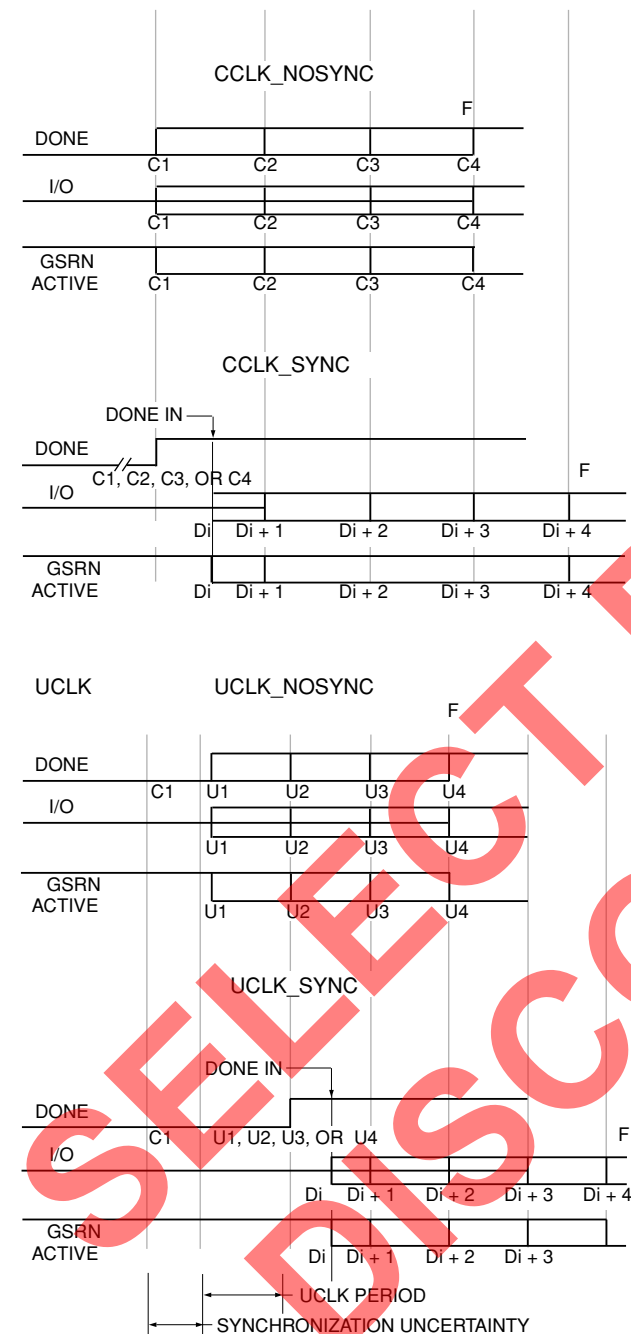 CCLK_NOSYNC
F
DONE
C1 C2 C3 C4
I/O
C1 C2 C3 C4
GSRN
ACTIVE
C1 C2 C3 C4
CCLK_SYNC
DONE IN
DONE
C1, C2, C3, OR C4
F
I/O
Di Di + 1 Di + 2 Di + 3 Di + 4
GSRN
ACTIVE
Di Di + 1 Di + 2 Di + 3 Di + 4
UCLK UCLK_NOSYNC
F
DONE
C1 U1 U2 U3 U4
I/O
U1 U2 U3 U4
GSRN
ACTIVE
U1 U2 U3 U4
UCLK_SYNC
DONE IN
DONE
C1 U1, U2, U3, OR U4
F
I/O
Di Di + 1 Di + 2 Di + 3 Di + 4
GSRN
ACTIVE
Di Di + 1 Di + 2 Di + 3
UCLK PERIOD
SYNCHRONIZATION UNCERTAINTY
SELECT
DISCO